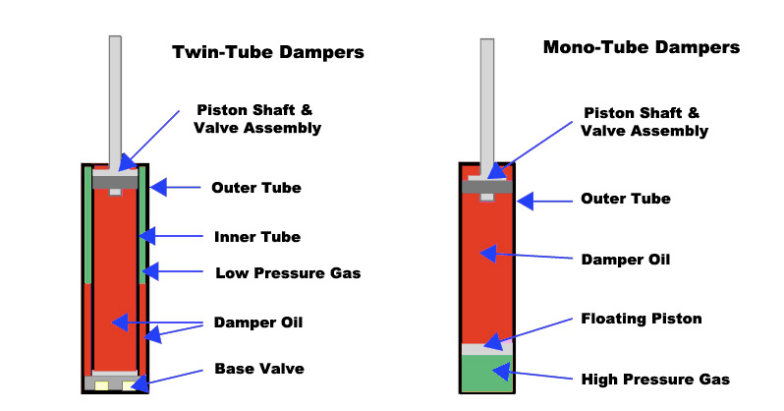 Twin-Tube Dampers
Piston Shaft &
Valve Assembly
Outer Tube
Inner Tube
Low Pressure Gas
Damper Oil
Base Valve
Mono-Tube Dampers
Piston Shaft &
Valve Assembly
Outer Tube
Damper Oil
Floating Piston
High Pressure Gas